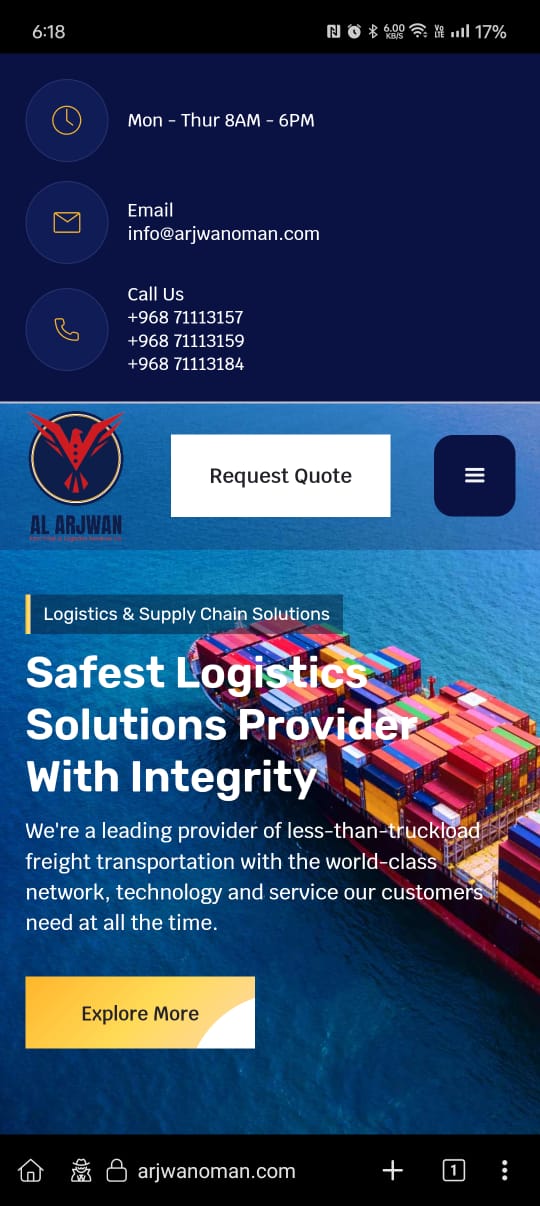 6:18
6.00
KB/S
Vo
LTE
17%
Mon - Thur 8AM - 6PM
Email
info@arjwanoman.com
Call Us
+968 71113157
+968 71113159
+968 71113184
AL ARJWAN
Request Quote
Logistics & Supply Chain Solutions
Safest Logistics
Solutions Provider
With Integrity
We're a leading provider of less-than-truckload
freight transportation with the world-class
network, technology and service our customers
need at all the time.
Explore More
arjwanoman.com
1